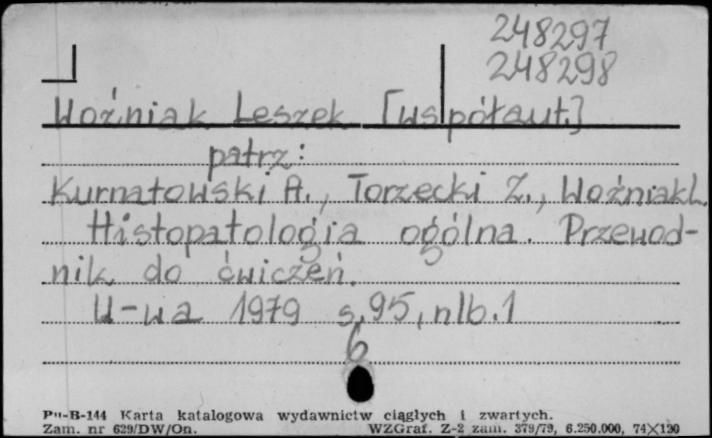 248297
248298
Woźniak Leszek [współaut.]
patrz:
Kurnatowski A., Torzecki Z., Woźniak L.
Histopatologia ogólna. Przewod-
nik do ćwiczeń.
W-wa 1979 s.95, nlb.1
6
Pu-B-144 Karta katalogowa wydawnictw ciągłych i zwartych.
Zam. nr 629/DW/On. WZGraf. Z-2 zam. 379/79, 6.250.000, 74×120